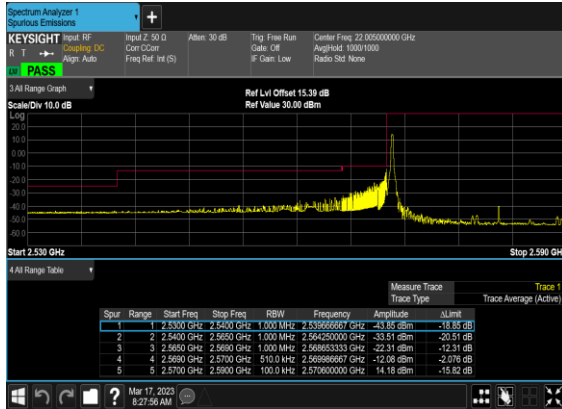 Spectrum Analyzer 1
Spurious Emissions
+
KEYSIGHT Input: RF Input Z: 50 Ω Atten: 30 dB Trig: Free Run Center Freq: 22.005000000 GHz
R T Coupling: DC Corr CCorr Gate: Off Avg|Hold: 1000/1000
Align: Auto Freq Ref: Int (S) IF Gain: Low Radio Std: None
PASS
3 All Range Graph Ref Lvl Offset 15.39 dB
Scale/Div 10.0 dB Ref Value 30.00 dBm
Log
20.0
10.0
0.00
-10.0
-20.0
-30.0
-40.0
-50.0
-60.0
Start 2.530 GHz Stop 2.590 GH
4 All Range Table
Measure Trace Trace 1
Trace Type Trace Average (Active)
Spur Range Start Freq Stop Freq RBW Frequency Amplitude ΔLimit
1 1 2.5300 GHz 2.5400 GHz 1.000 MHz 2.539666667 GHz -43.85 dBm -18.85 dB
2 2 2.5400 GHz 2.5650 GHz 1.000 MHz 2.564250000 GHz -33.51 dBm -20.51 dB
3 3 2.5650 GHz 2.5690 GHz 1.000 MHz 2.568653333 GHz -22.31 dBm -12.31 dB
4 4 2.5690 GHz 2.5700 GHz 510.0 kHz 2.569986667 GHz -12.08 dBm -2.076 dB
5 5 2.5700 GHz 2.5900 GHz 100.0 kHz 2.570600000 GHz 14.18 dBm -15.82 dB
? Mar 17, 2023
8:27:56 AM